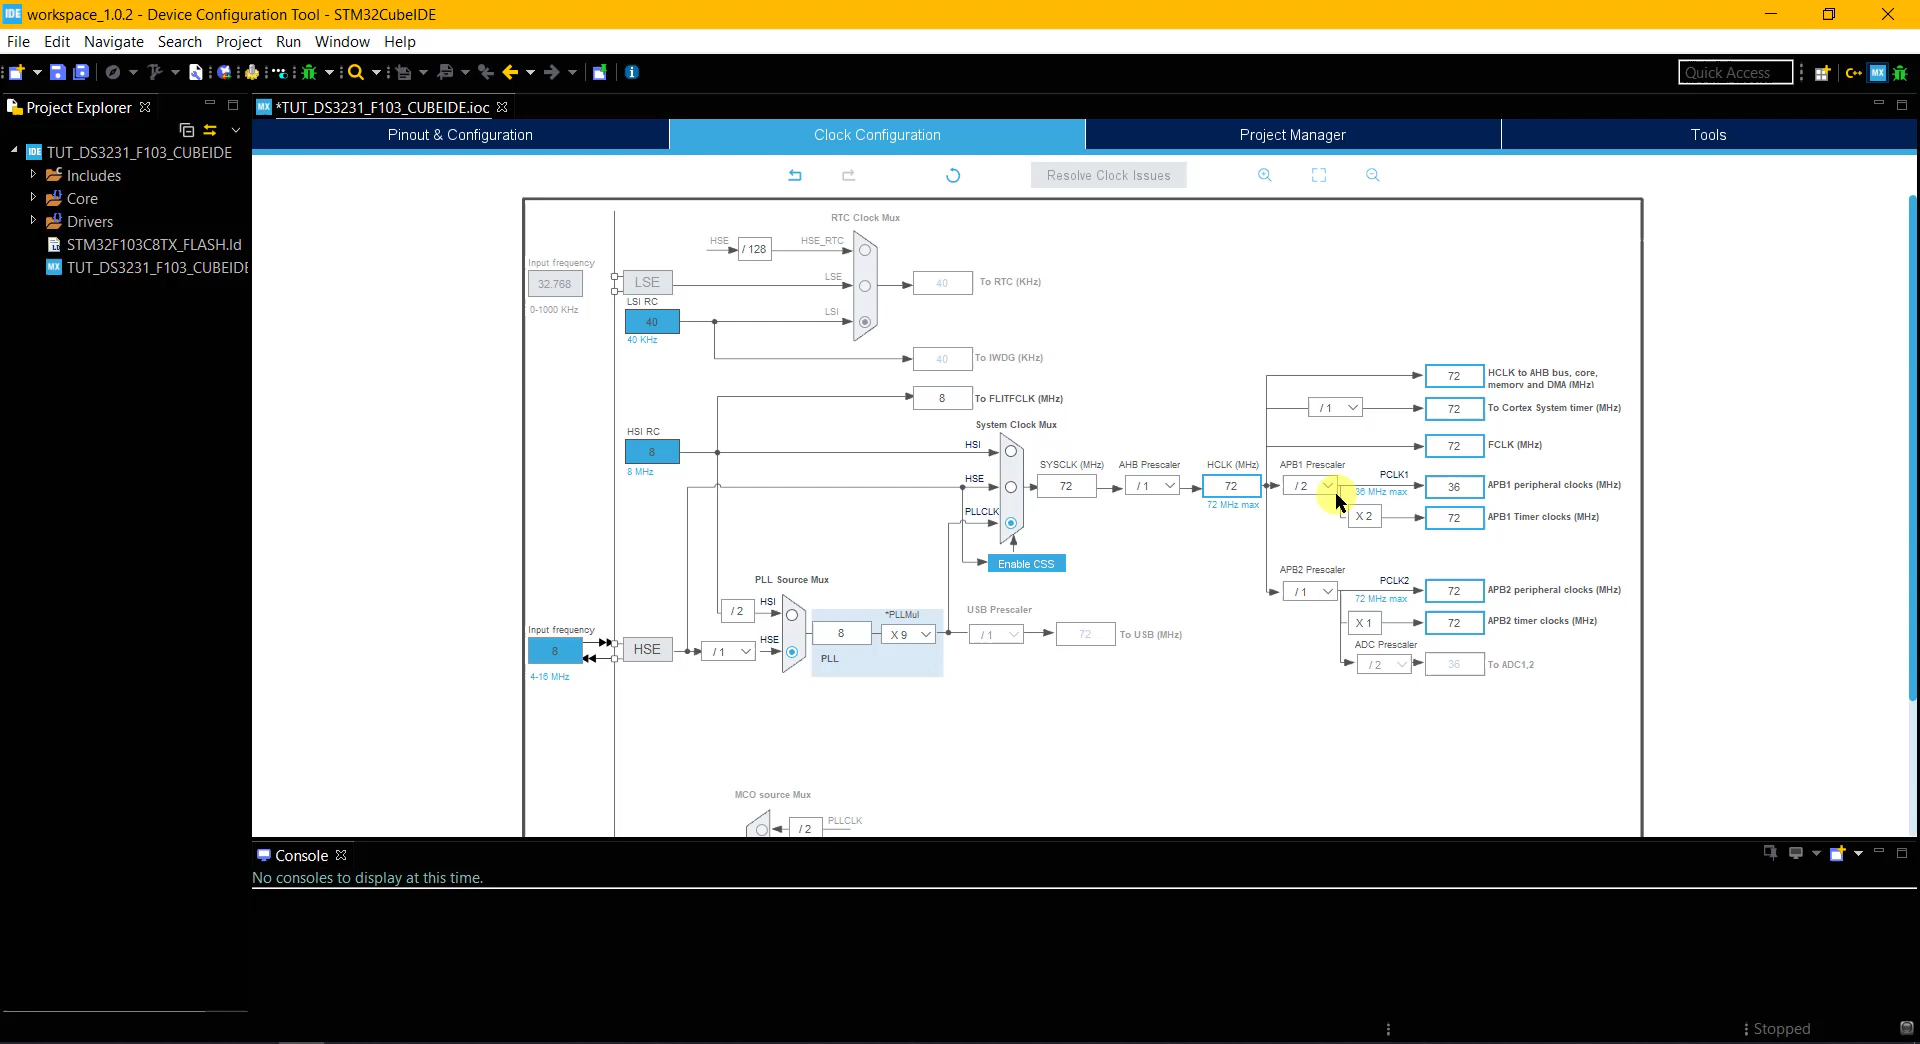 IDE workspace_1.0.2 - Device Configuration Tool - STM32CubeIDE
File Edit Navigate Search Project Run Window Help
Quick Access
C++ MX
Project Explorer
MX *TUT_DS3231_F103_CUBEIDE.ioc
Pinout & Configuration Clock Configuration Project Manager Tools
IDE TUT_DS3231_F103_CUBEIDE
Includes
Core
Drivers
STM32F103C8TX_FLASH.ld
MX TUT_DS3231_F103_CUBEIDE
Resolve Clock Issues
RTC Clock Mux
HSE / 128 HSE_RTC
Input frequency
32.768
0-1000 KHz
LSE LSE
40 To RTC (KHz)
LSI RC
40
40 KHz
LSI
40 To IWDG (KHz)
8 To FLITFCLK (MHz)
System Clock Mux
HSI RC
8
8 MHz
HSI
HSE
PLLCLK
Enable CSS
SYSCLK (MHz) AHB Prescaler HCLK (MHz) APB1 Prescaler
72 / 1 72 / 2
72 MHz max
PCLK1
36 MHz max
X 2
72 HCLK to AHB bus, core,
memory and DMA (MHz)
/ 1 72 To Cortex System timer (MHz)
72 FCLK (MHz)
36 APB1 peripheral clocks (MHz)
72 APB1 Timer clocks (MHz)
APB2 Prescaler
/ 1
PCLK2
72 MHz max
72 APB2 peripheral clocks (MHz)
X 1 72 APB2 timer clocks (MHz)
ADC Prescaler
/ 2 36 To ADC1,2
PLL Source Mux
/ 2 HSI
Input frequency
8
4-16 MHz
HSE / 1 HSE
*PLLMul
8 X 9
PLL
USB Prescaler
/ 1 72 To USB (MHz)
MCO source Mux
/ 2 PLLCLK
Console
No consoles to display at this time.
Stopped